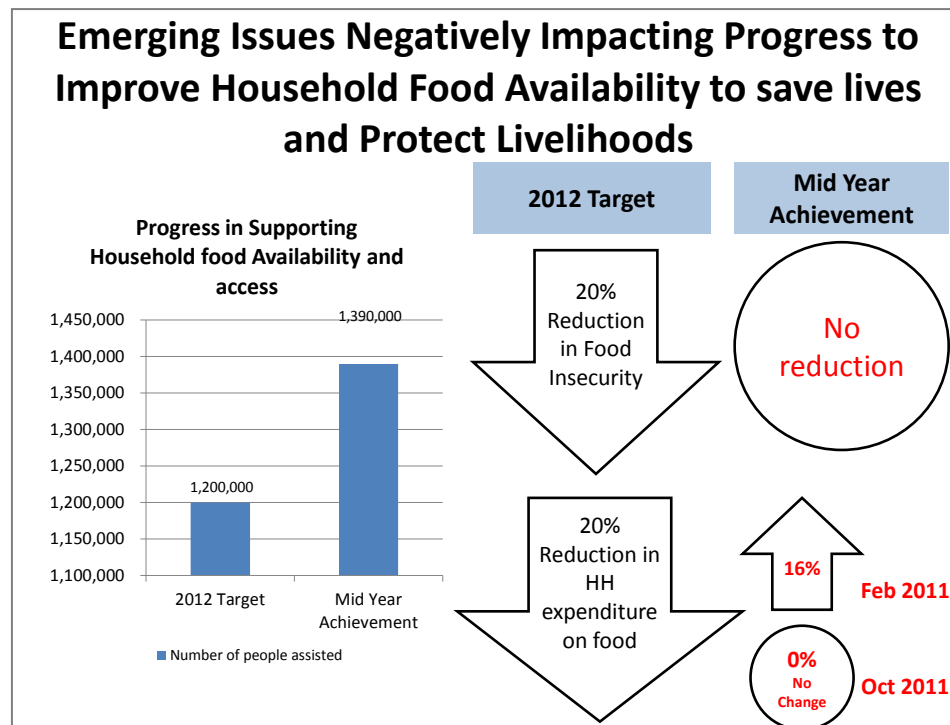 Emerging Issues Negatively Impacting Progress to
Improve Household Food Availability to save lives
and Protect Livelihoods
Progress in Supporting
Household food Availability and
access
1,450,000
1,400,000
1,350,000
1,300,000
1,250,000
1,200,000
1,150,000
1,100,000
1,200,000
1,390,000
2012 Target
Mid Year
Achievement
Number of people assisted
2012 Target
Mid Year
Achievement
20%
Reduction
in Food
Insecurity
No
reduction
20%
Reduction in
HH
expenditure
on food
16%
Feb 2011
0%
No
Change
Oct 2011